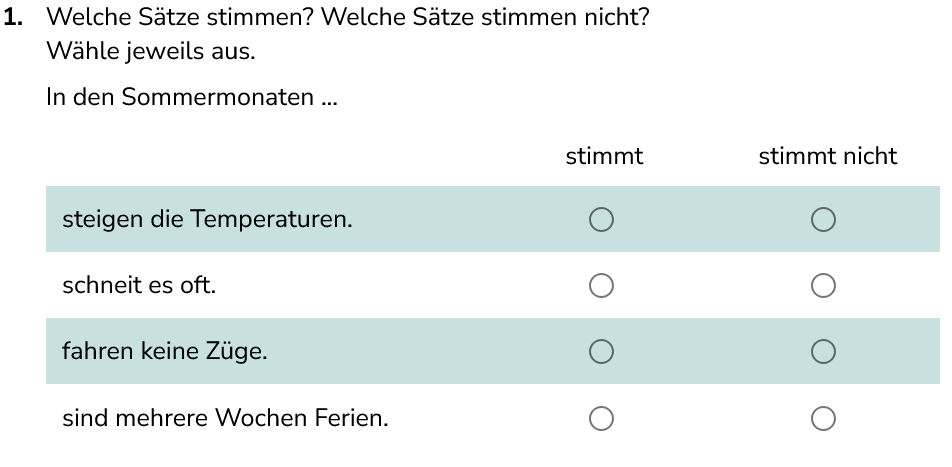 1. Welche Sätze stimmen? Welche Sätze stimmen nicht?
Wähle jeweils aus.
In den Sommermonaten ...
stimmt stimmt nicht
steigen die Temperaturen.
schneit es oft.
fahren keine Züge.
sind mehrere Wochen Ferien.